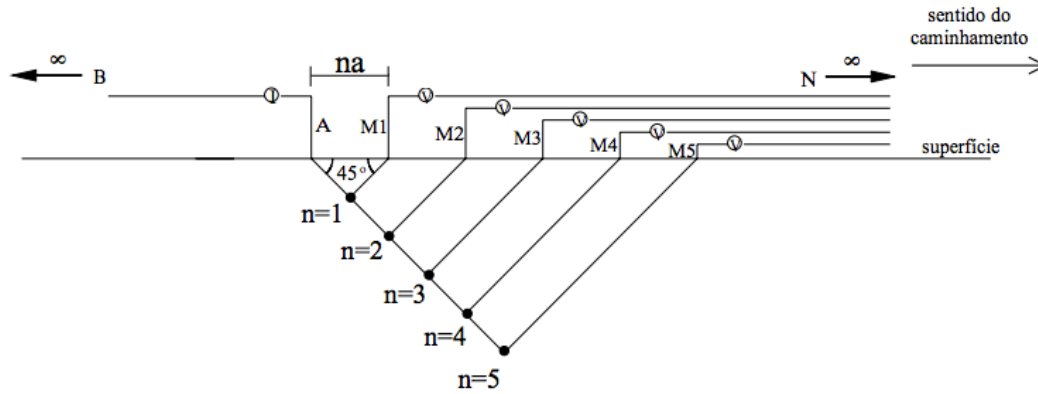 sentido do
caminhamento
∞
B
na
N
∞
I
V
A
M1
M2
V
M3
V
M4
V
M5
V
superfície
45°
n=1
n=2
n=3
n=4
n=5